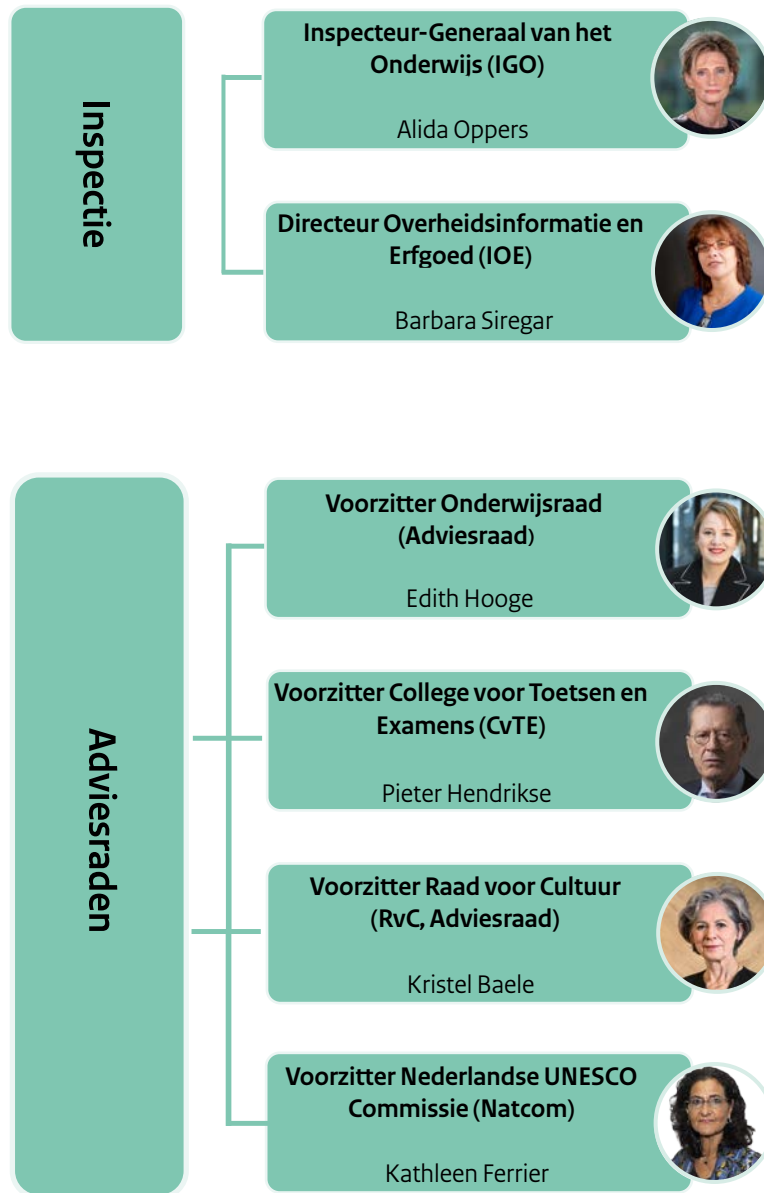 Inspectie
Inspecteur-Generaal van het
Onderwijs (IGO)
Alida Oppers
Directeur Overheidsinformatie en
Erfgoed (IOE)
Barbara Siregar
Adviesraden
Voorzitter Onderwijsraad
(Adviesraad)
Edith Hooge
Voorzitter College voor Toetsen en
Examens (CvTE)
Pieter Hendrikse
Voorzitter Raad voor Cultuur
(RvC, Adviesraad)
Kristel Baele
Voorzitter Nederlandse UNESCO
Commissie (Natcom)
Kathleen Ferrier